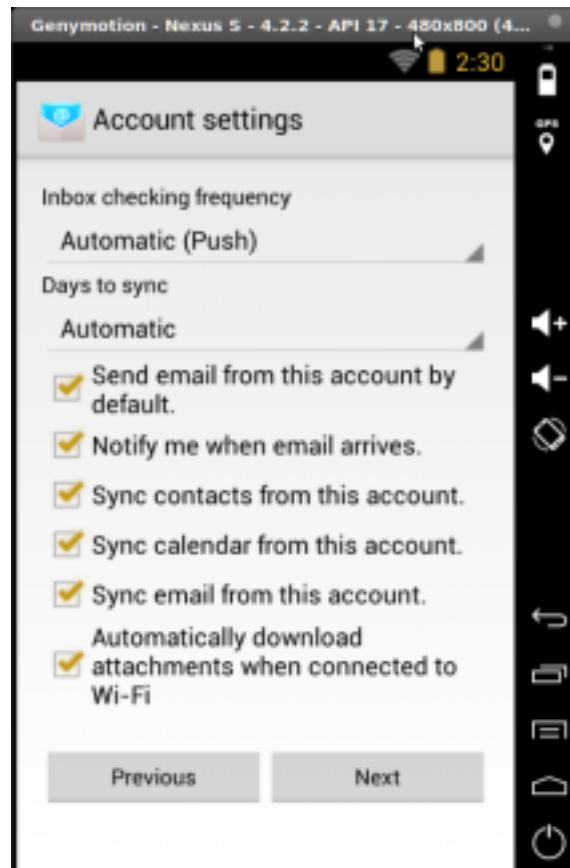 Genymotion - Nexus S - 4.2.2 - API 17 - 480x800 (4...
2:30
GPS
Account settings
Inbox checking frequency
Automatic (Push)
Days to sync
Automatic
Send email from this account by
default.
Notify me when email arrives.
Sync contacts from this account.
Sync calendar from this account.
Sync email from this account.
Automatically download
attachments when connected to
Wi-Fi
Previous
Next